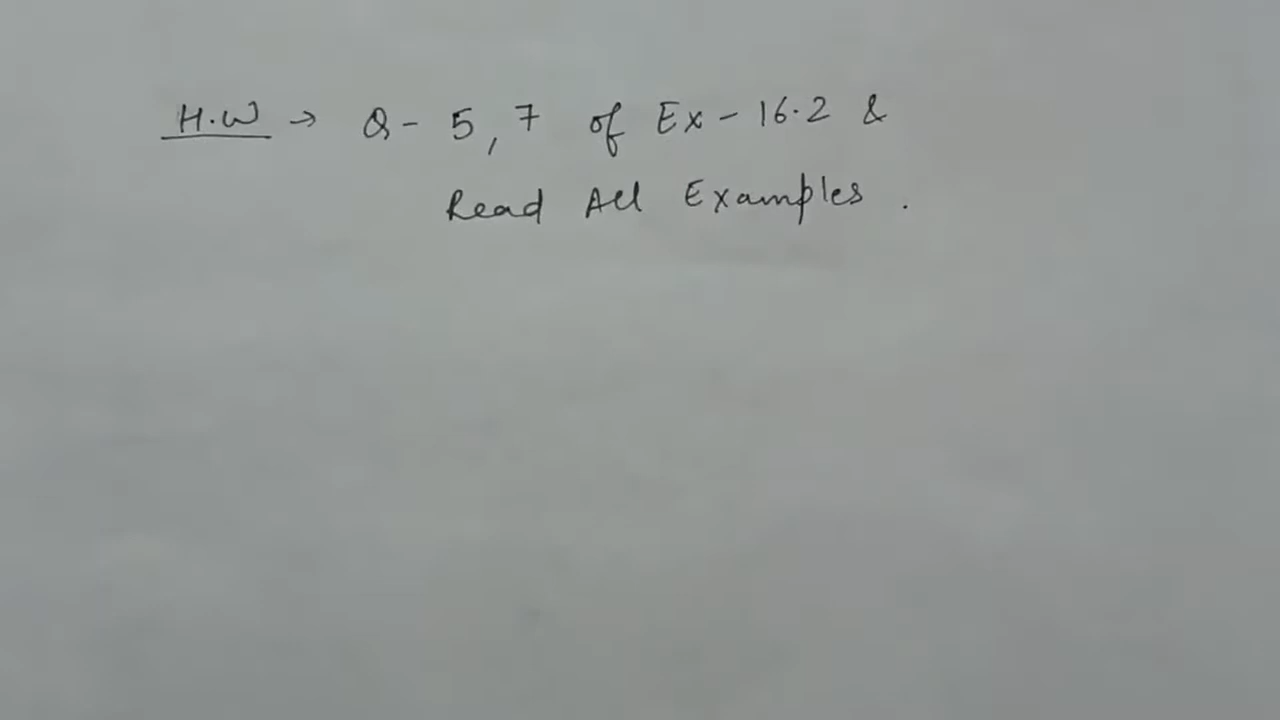 H.W → Q- 5, 7 of Ex - 16.2 &
Read All Examples .